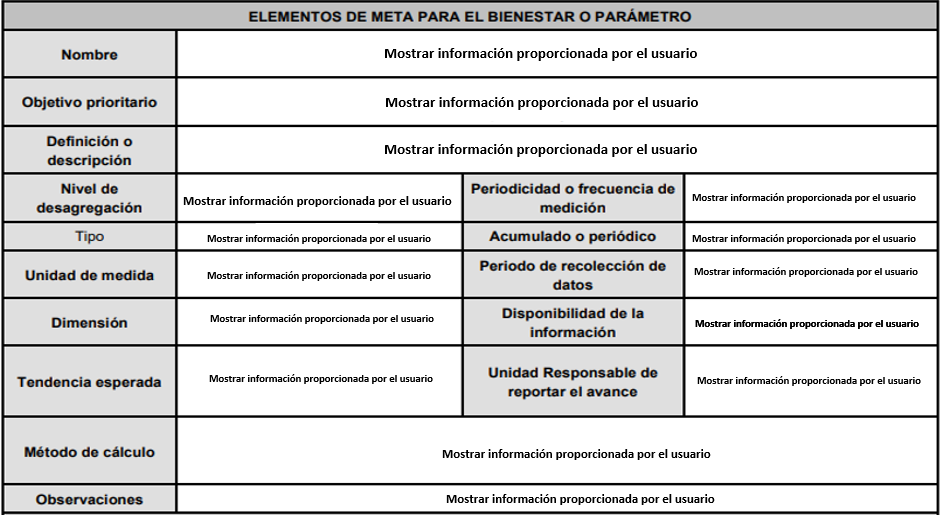 ELEMENTOS DE META PARA EL BIENESTAR O PARÁMETRO
Nombre
Mostrar información proporcionada por el usuario
Objetivo prioritario
Mostrar información proporcionada por el usuario
Definición o
descripción
Mostrar información proporcionada por el usuario
Nivel de
desagregación
Mostrar información proporcionada por el usuario
Periodicidad o frecuencia de
medición
Mostrar información proporcionada por el usuario
Tipo
Mostrar información proporcionada por el usuario
Acumulado o periódico
Mostrar información proporcionada por el usuario
Unidad de medida
Mostrar información proporcionada por el usuario
Periodo de recolección de
datos
Mostrar información proporcionada por el usuario
Dimensión
Mostrar información proporcionada por el usuario
Disponibilidad de la
información
Mostrar información proporcionada por el usuario
Tendencia esperada
Mostrar información proporcionada por el usuario
Unidad Responsable de
reportar el avance
Mostrar información proporcionada por el usuario
Método de cálculo
Mostrar información proporcionada por el usuario
Observaciones
Mostrar información proporcionada por el usuario